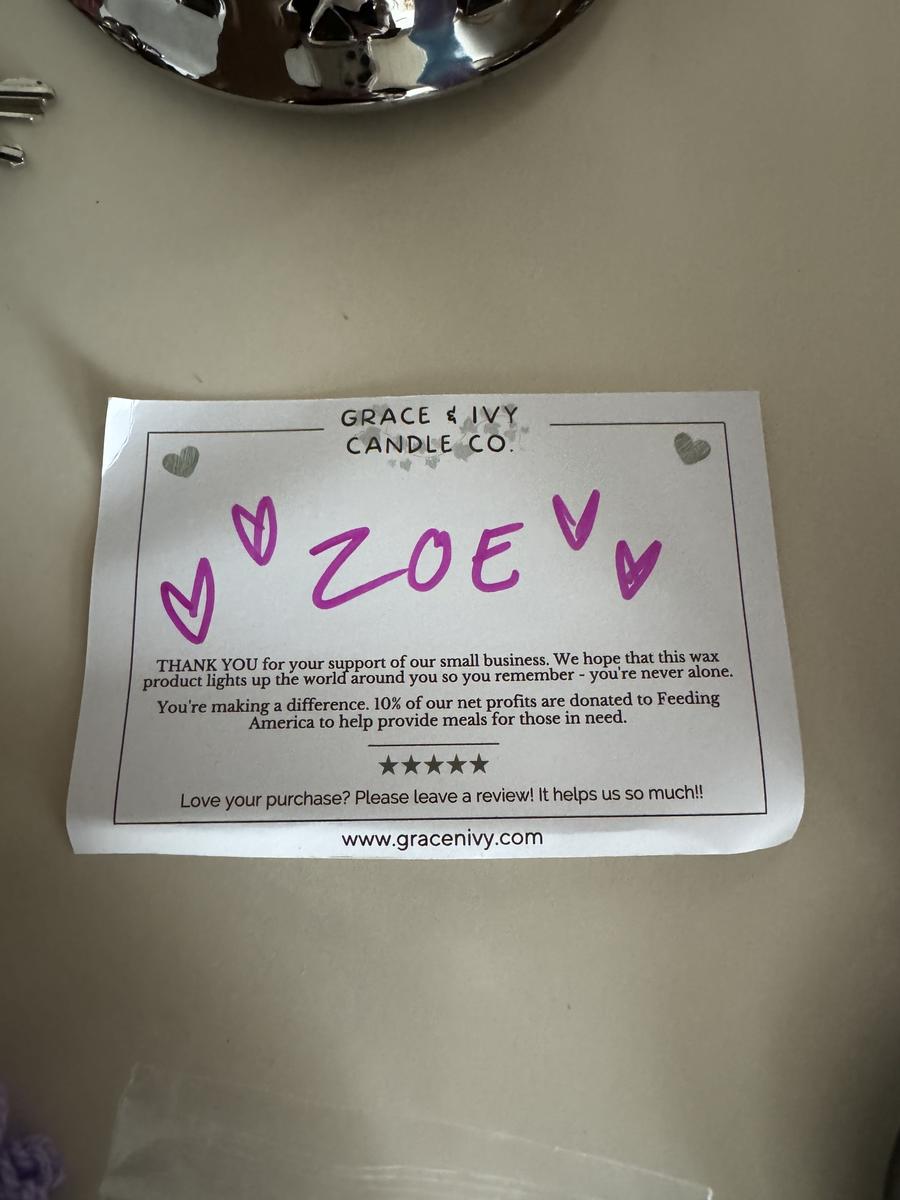 GRACE & IVY
CANDLE CO.
ZOE
THANK YOU for your support of our small business. We hope that this wax
product lights up the world around you so you remember - you're never alone.
You're making a difference. 10% of our net profits are donated to Feeding
America to help provide meals for those in need.
Love your purchase? Please leave a review! It helps us so much!!
www.gracenivy.com